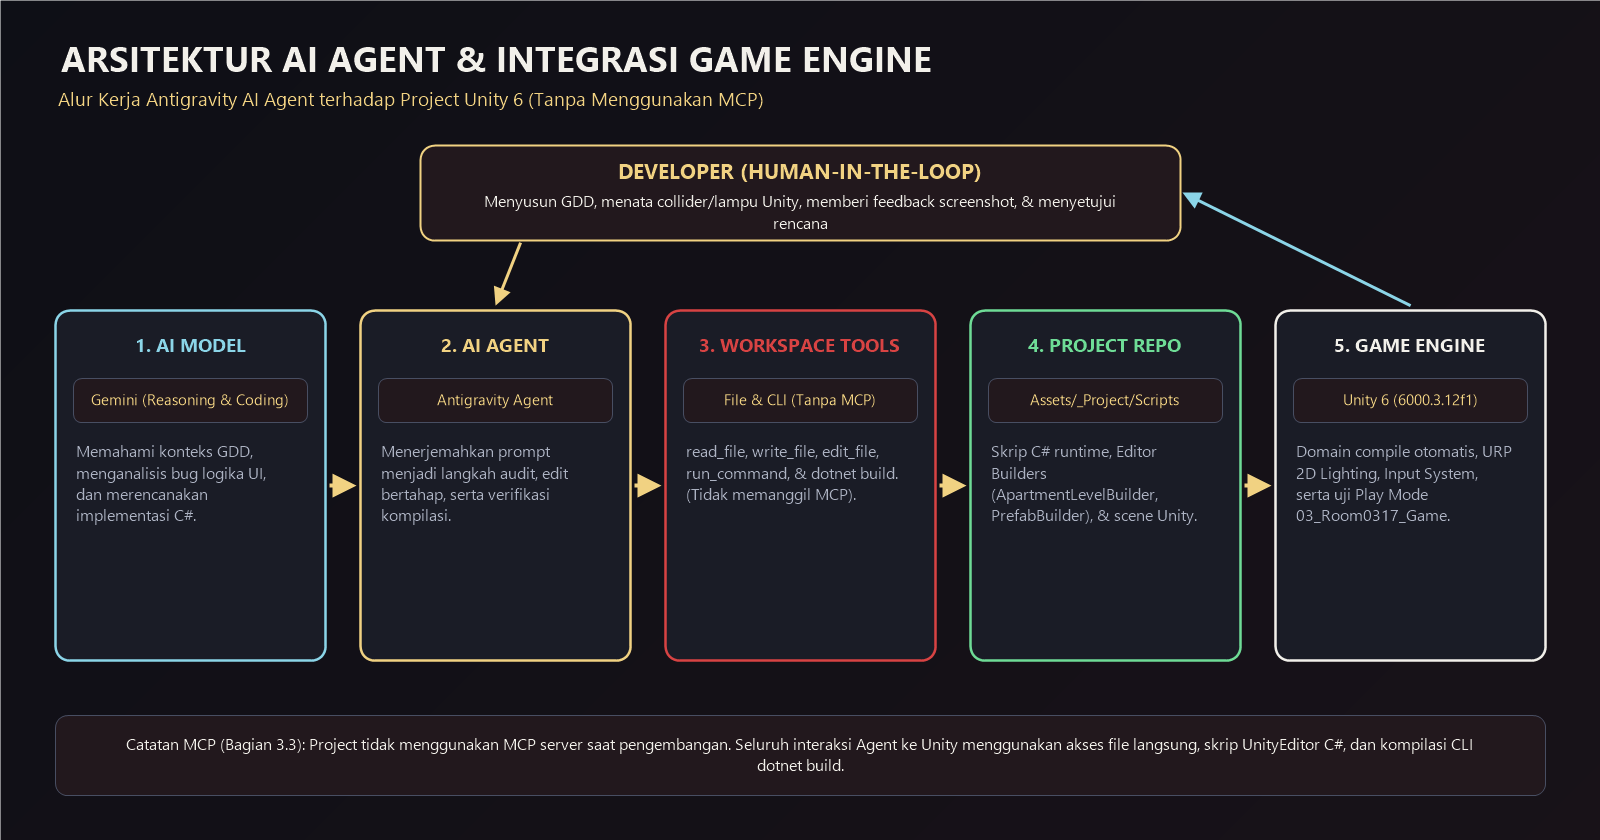 ARSITEKTUR AI AGENT & INTEGRASI GAME ENGINE
Alur Kerja Antigravity AI Agent terhadap Project Unity 6 (Tanpa Menggunakan MCP)
DEVELOPER (HUMAN-IN-THE-LOOP)
Menyusun GDD, menata collider/lampu Unity, memberi feedback screenshot, & menyetujui
rencana
1. AI MODEL
Gemini (Reasoning & Coding)
Memahami konteks GDD,
menganalisis bug logika UI,
dan merencanakan
implementasi C#.
2. AI AGENT
Antigravity Agent
Menerjemahkan prompt
menjadi langkah audit, edit
bertahap, serta verifikasi
kompilasi.
3. WORKSPACE TOOLS
File & CLI (Tanpa MCP)
read_file, write_file, edit_file,
run_command, & dotnet build.
(Tidak memanggil MCP).
4. PROJECT REPO
Assets/_Project/Scripts
Skrip C# runtime, Editor
Builders
(ApartmentLevelBuilder,
PrefabBuilder), & scene Unity.
5. GAME ENGINE
Unity 6 (6000.3.12f1)
Domain compile otomatis, URP
2D Lighting, Input System,
serta uji Play Mode
03_Room0317_Game.
Catatan MCP (Bagian 3.3): Project tidak menggunakan MCP server saat pengembangan. Seluruh interaksi Agent ke Unity menggunakan akses file langsung, skrip UnityEditor C#, dan kompilasi CLI
dotnet build.